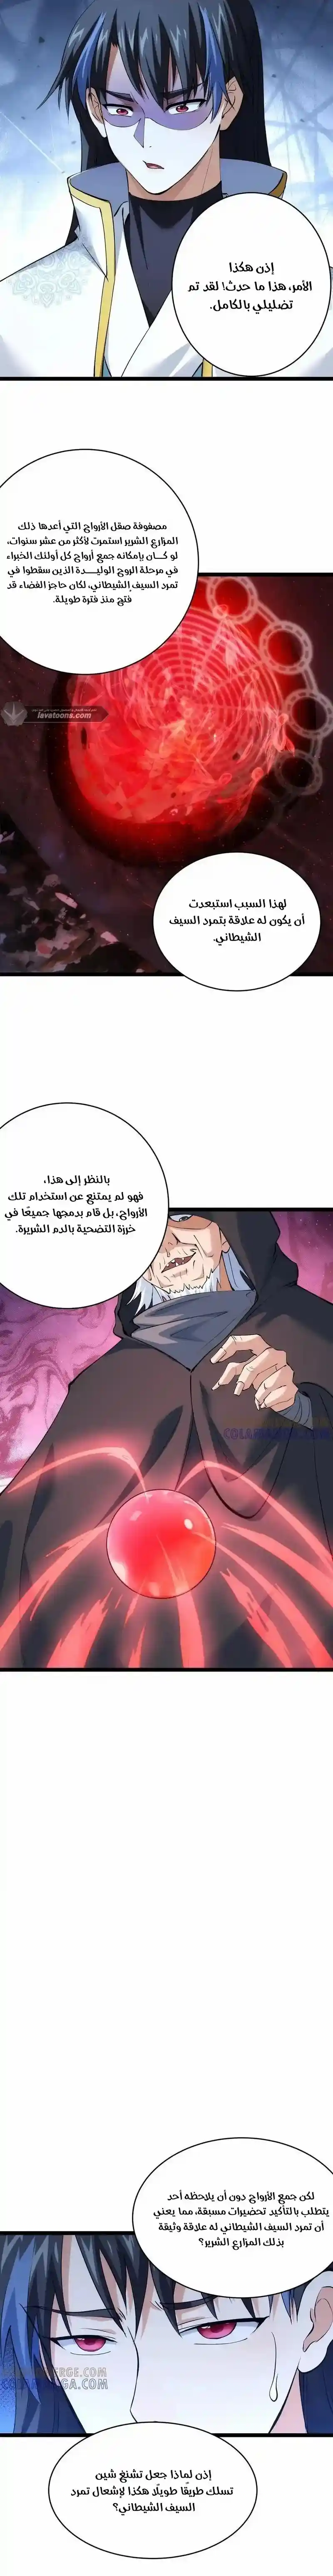 إذن هكذا
الأمر، هذا ما حدث! لقد تم
تضليلي بالكامل.
مصفوفة صقل الأرواح التي أعدها ذلك
المزارع الشرير استمرت لأكثر من عشر سنوات،
لو كان بإمكانه جمع أرواح كل أولئك الخبراء
في مرحلة الروح الوليدة الذين سقطوا في
تمرد السيف الشيطاني، لكان حاجز الفضاء قد
فتح منذ فترة طويلة.
lavatoons.com
لهذا السبب استبعدت
أن يكون له علاقة بتمرد السيف
الشيطاني.
بالنظر إلى هذا،
فهو لم يمتنع عن استخدام تلك
الأرواح، بل قام بدمجها جميعًا في
خرزة التضحية بالدم الشريرة.
COLAMANGA.COM
لكن جمع الأرواح دون أن يلاحظه أحد
يتطلب بالتأكيد تحضيرات مسبقة، مما يعني
أن تمرد السيف الشيطاني له علاقة وثيقة
بذلك المزارع الشرير؟
COLAMANGA.COM
إذن لماذا جعل تشنغ شين
تسلك طريقًا طويلًا هكذا لإشعال تمرد
السيف الشيطاني؟